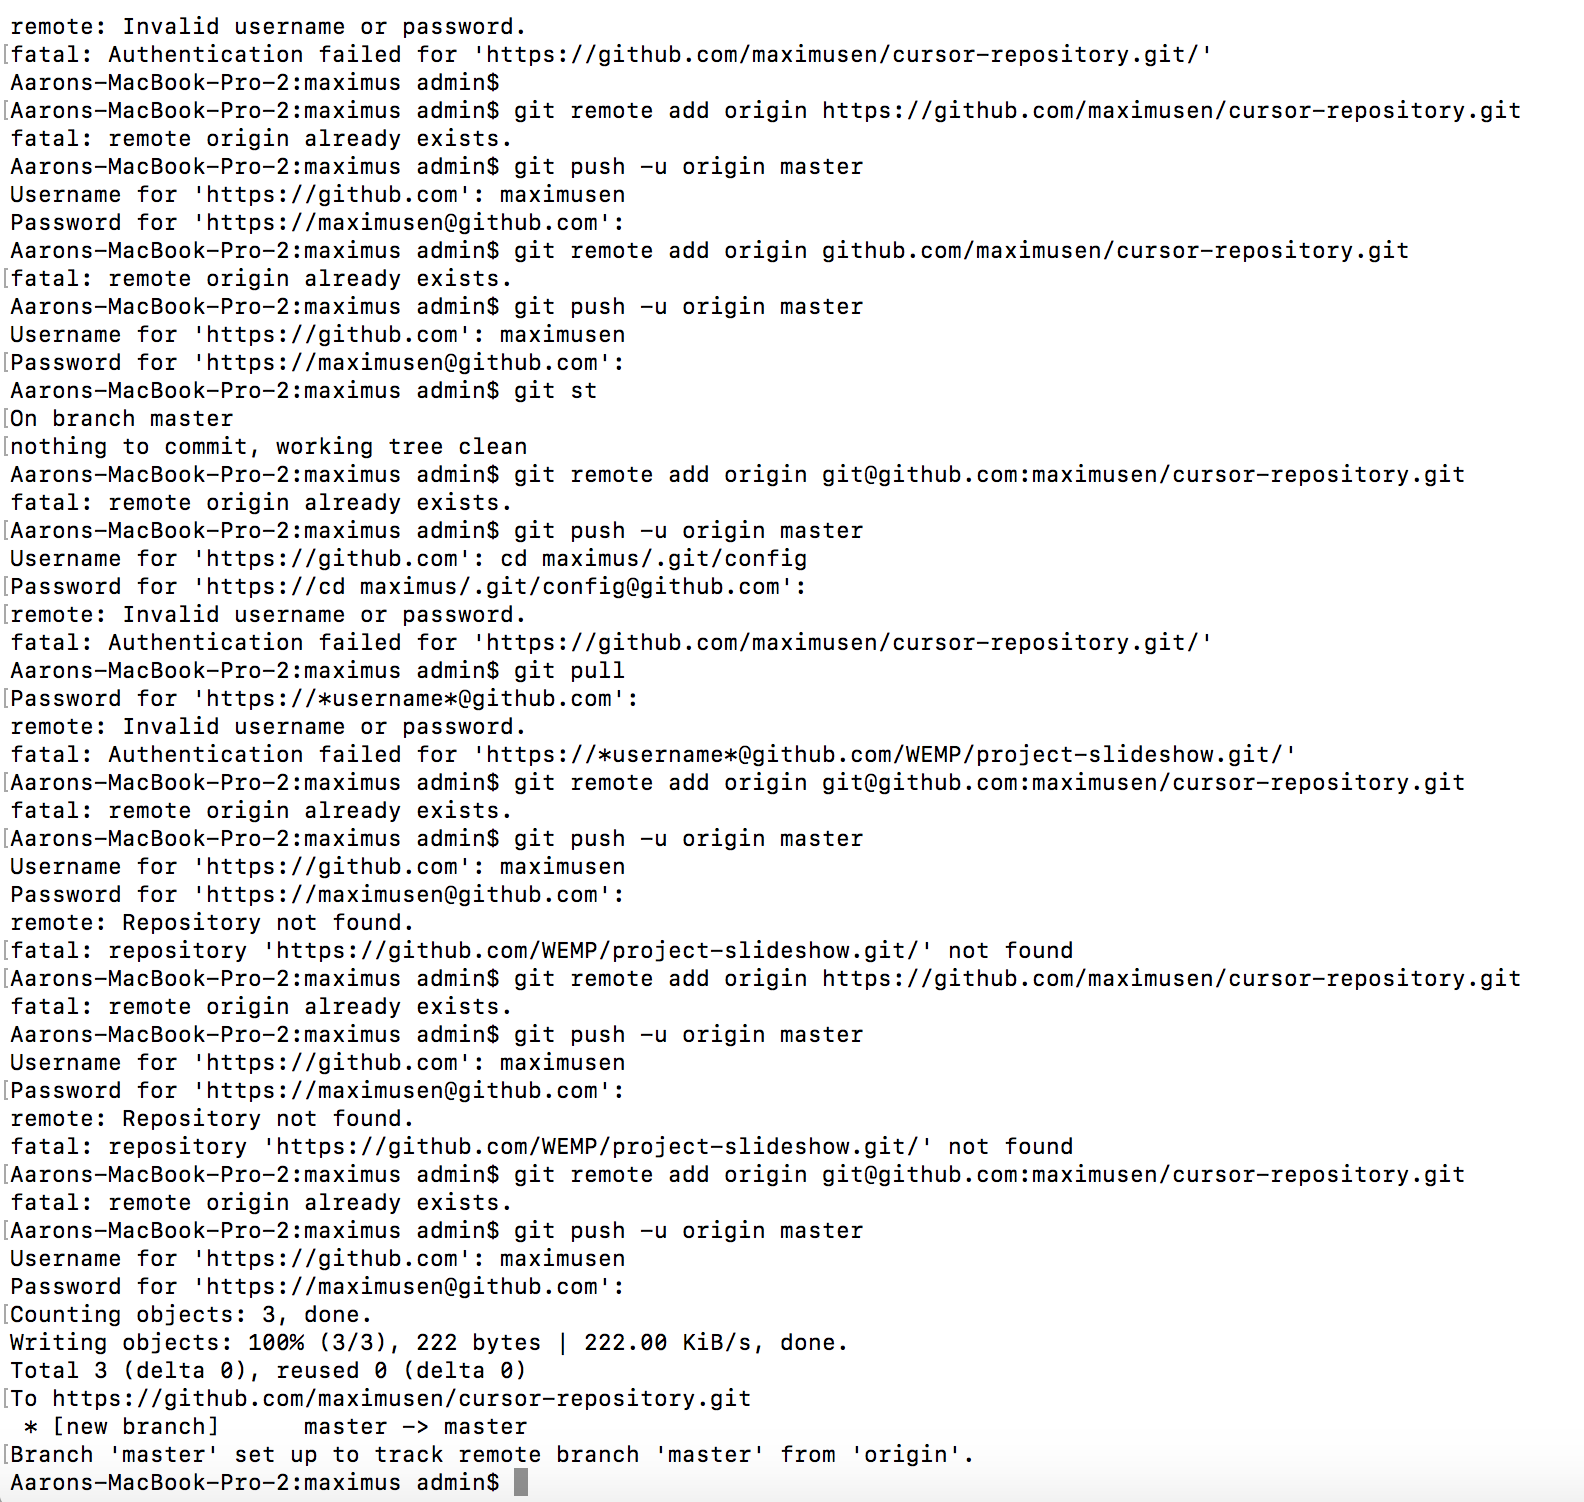 remote: Invalid username or password.
[fatal: Authentication failed for 'https://github.com/maximusen/cursor-repository.git/'
Aarons-MacBook-Pro-2:maximus admin$
[Aarons-MacBook-Pro-2:maximus admin$ git remote add origin https://github.com/maximusen/cursor-repository.git
fatal: remote origin already exists.
Aarons-MacBook-Pro-2:maximus admin$ git push -u origin master
Username for 'https://github.com': maximusen
Password for 'https://maximusen@github.com':
Aarons-MacBook-Pro-2:maximus admin$ git remote add origin github.com/maximusen/cursor-repository.git
[fatal: remote origin already exists.
Aarons-MacBook-Pro-2:maximus admin$ git push -u origin master
Username for 'https://github.com': maximusen
[Password for 'https://maximusen@github.com':
Aarons-MacBook-Pro-2:maximus admin$ git st
[On branch master
[nothing to commit, working tree clean
Aarons-MacBook-Pro-2:maximus admin$ git remote add origin git@github.com:maximusen/cursor-repository.git
fatal: remote origin already exists.
[Aarons-MacBook-Pro-2:maximus admin$ git push -u origin master
Username for 'https://github.com': cd maximus/.git/config
[Password for 'https://cd maximus/.git/config@github.com':
[remote: Invalid username or password.
fatal: Authentication failed for 'https://github.com/maximusen/cursor-repository.git/'
Aarons-MacBook-Pro-2:maximus admin$ git pull
[Password for 'https://*username*@github.com':
remote: Invalid username or password.
fatal: Authentication failed for 'https://*username*@github.com/WEMP/project-slideshow.git/'
[Aarons-MacBook-Pro-2:maximus admin$ git remote add origin git@github.com:maximusen/cursor-repository.git
fatal: remote origin already exists.
[Aarons-MacBook-Pro-2:maximus admin$ git push -u origin master
Username for 'https://github.com': maximusen
Password for 'https://maximusen@github.com':
remote: Repository not found.
[fatal: repository 'https://github.com/WEMP/project-slideshow.git/' not found
[Aarons-MacBook-Pro-2:maximus admin$ git remote add origin https://github.com/maximusen/cursor-repository.git
fatal: remote origin already exists.
Aarons-MacBook-Pro-2:maximus admin$ git push -u origin master
Username for 'https://github.com': maximusen
[Password for 'https://maximusen@github.com':
remote: Repository not found.
fatal: repository 'https://github.com/WEMP/project-slideshow.git/' not found
[Aarons-MacBook-Pro-2:maximus admin$ git remote add origin git@github.com:maximusen/cursor-repository.git
fatal: remote origin already exists.
[Aarons-MacBook-Pro-2:maximus admin$ git push -u origin master
Username for 'https://github.com': maximusen
Password for 'https://maximusen@github.com':
[Counting objects: 3, done.
Writing objects: 100% (3/3), 222 bytes | 222.00 KiB/s, done.
Total 3 (delta 0), reused 0 (delta 0)
[To https://github.com/maximusen/cursor-repository.git
 * [new branch]      master -> master
[Branch 'master' set up to track remote branch 'master' from 'origin'.
Aarons-MacBook-Pro-2:maximus admin$